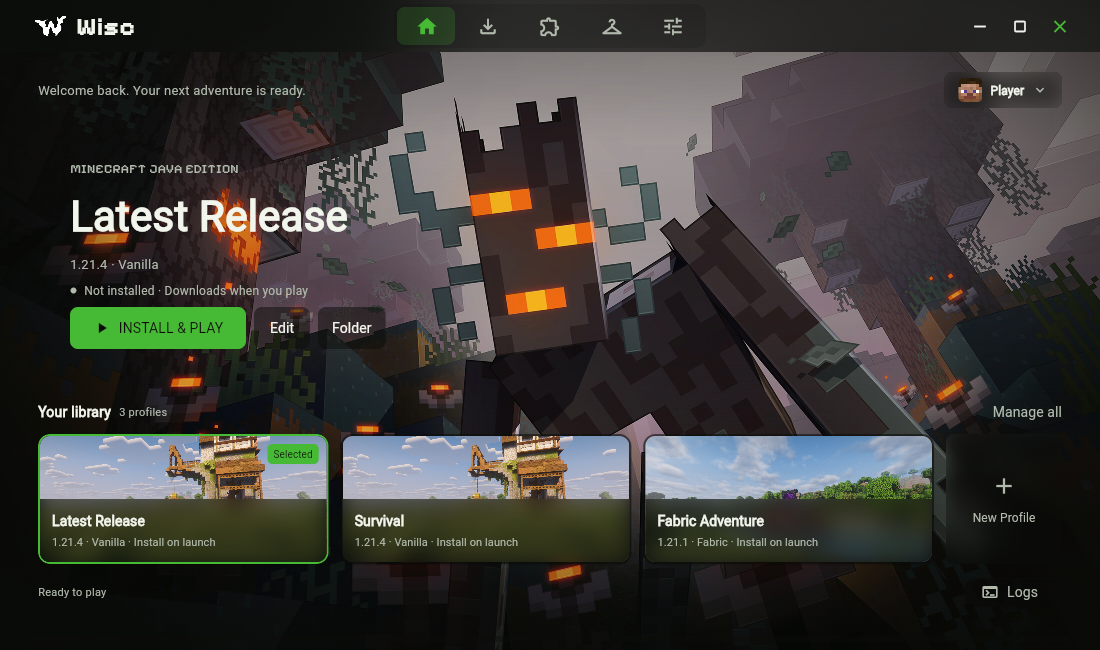 Wiso
Welcome back. Your next adventure is ready.
Player
MINECRAFT JAVA EDITION
Latest Release
1.21.4 · Vanilla
Not installed · Downloads when you play
INSTALL & PLAY
Edit
Folder
Your library
3 profiles
Manage all
Selected
Latest Release
1.21.4 · Vanilla · Install on launch
Survival
1.21.4 · Vanilla · Install on launch
Fabric Adventure
1.21.1 · Fabric · Install on launch
New Profile
Ready to play
Logs